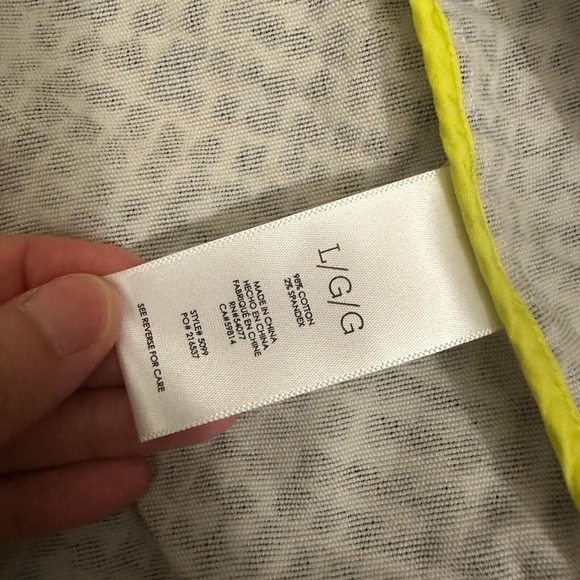 L/G/G
98% COTTON
2% SPANDEX
MADE IN CHINA
HECHO EN CHINA
FABRIQUÉ EN CHINE
RN#54077
CA#59814
STYLE# 5099
PO# 216537
SEE REVERSE FOR CARE